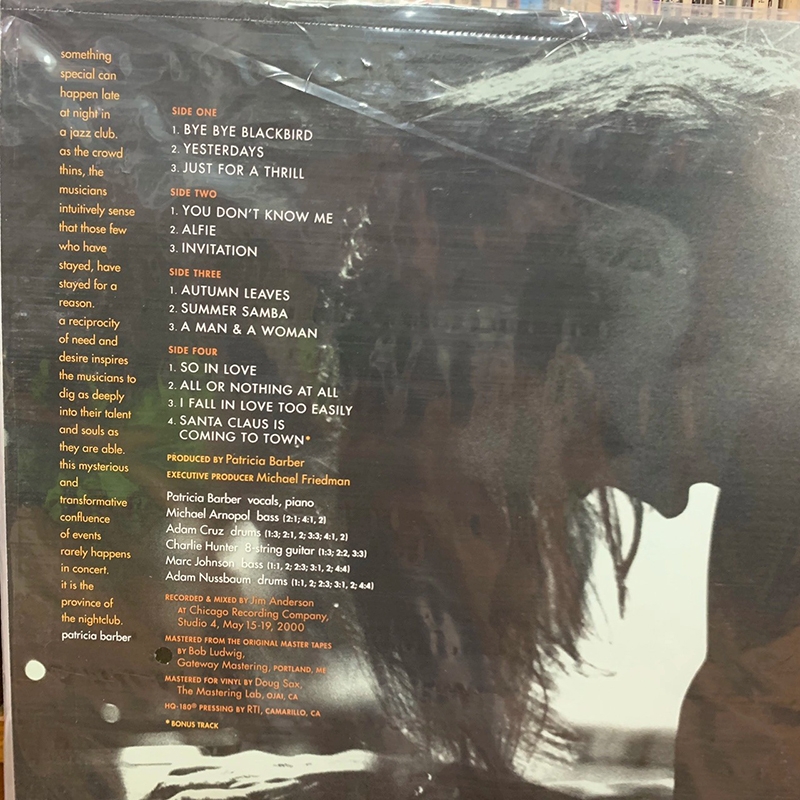 something
special can
happen late
at night in
a jazz club.
as the crowd
thins, the
musicians
intuitively sense
that those few
who have
stayed, have
stayed for a
reason.
a reciprocity
of need and
desire inspires
the musicians to
dig as deeply
into their talent
and souls as
they are able.
this mysterious
and
transformative
confluence
of events
rarely happens
in concert.
it is the
province of
the nightclub.
patricia barber
SIDE ONE
1. BYE BYE BLACKBIRD
2. YESTERDAYS
3. JUST FOR A THRILL
SIDE TWO
1. YOU DON'T KNOW ME
2. ALFIE
3. INVITATION
SIDE THREE
1. AUTUMN LEAVES
2. SUMMER SAMBA
3. A MAN & A WOMAN
SIDE FOUR
1. SO IN LOVE
2. ALL OR NOTHING AT ALL
3. I FALL IN LOVE TOO EASILY
4. SANTA CLAUS IS
COMING TO TOWN*
PRODUCED BY Patricia Barber
EXECUTIVE PRODUCER Michael Friedman
Patricia Barber vocals, piano
Michael Arnopol bass (2:1; 4:1, 2)
Adam Cruz drums (1:3; 2:1, 2; 3:3; 4:1, 2)
Charlie Hunter 8-string guitar (1:3; 2:2, 3:3)
Marc Johnson bass (1:1, 2; 2:3; 3:1, 2; 4:4)
Adam Nussbaum drums (1:1, 2; 2:3; 3:1, 2; 4:4)
RECORDED & MIXED BY Jim Anderson
AT Chicago Recording Company,
Studio 4, May 15-19, 2000
MASTERED FROM THE ORIGINAL MASTER TAPES
BY Bob Ludwig,
Gateway Mastering, PORTLAND, ME
MASTERED FOR VINYL BY Doug Sax,
The Mastering Lab, OJAI, CA
HQ-180® PRESSING BY RTI, CAMARILLO, CA
* BONUS TRACK